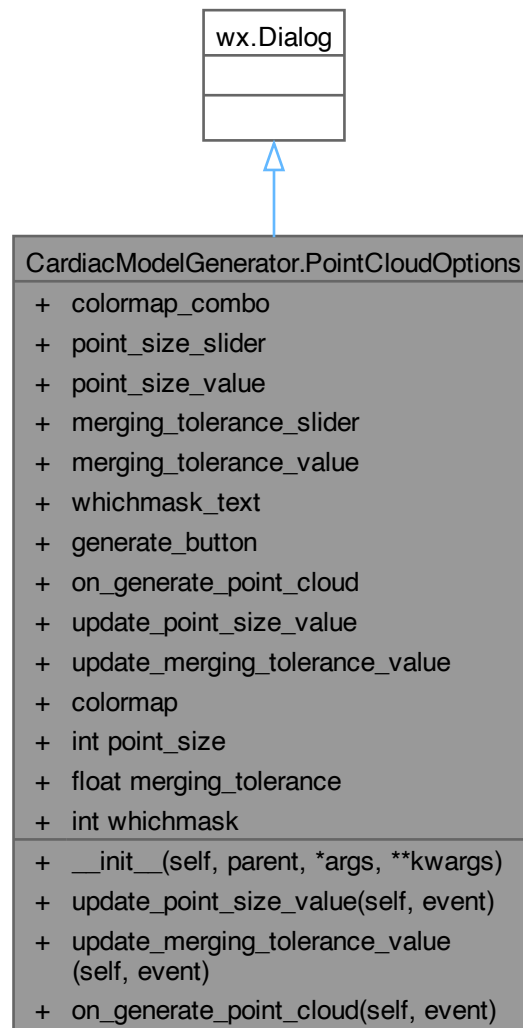 wx.Dialog
CardiacModelGenerator.PointCloudOptions
+ colormap_combo
+ point_size_slider
+ point_size_value
+ merging_tolerance_slider
+ merging_tolerance_value
+ whichmask_text
+ generate_button
+ on_generate_point_cloud
+ update_point_size_value
+ update_merging_tolerance_value
+ colormap
+ int point_size
+ float merging_tolerance
+ int whichmask
+ __init__(self, parent, *args, **kwargs)
+ update_point_size_value(self, event)
+ update_merging_tolerance_value
(self, event)
+ on_generate_point_cloud(self, event)